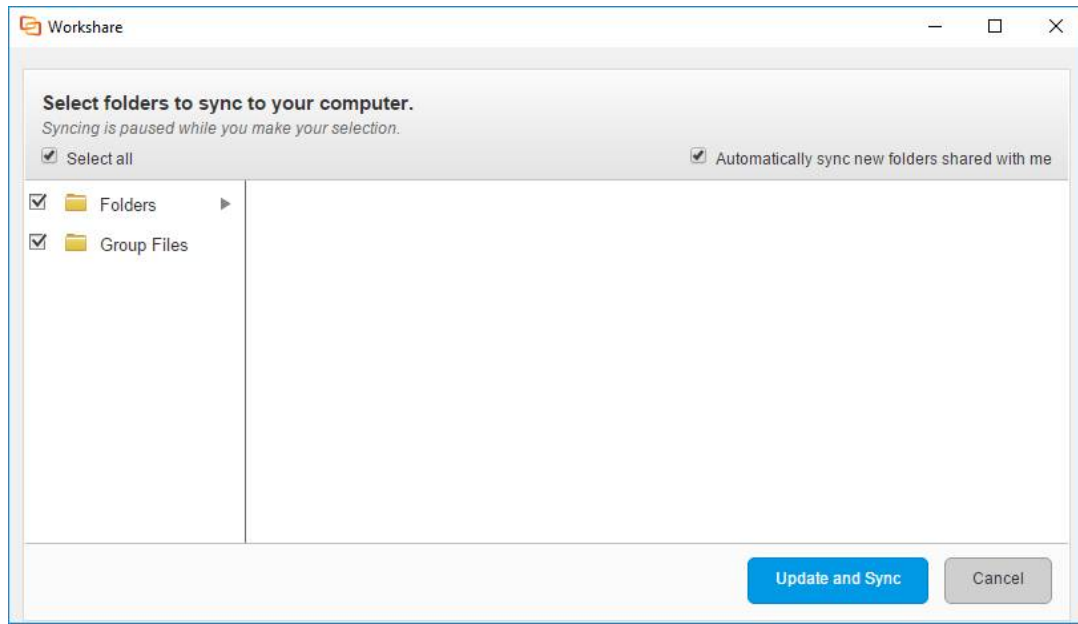 Workshare
Select folders to sync to your computer.
Syncing is paused while you make your selection.
Select all
Automatically sync new folders shared with me
Folders
Group Files
Update and Sync
Cancel